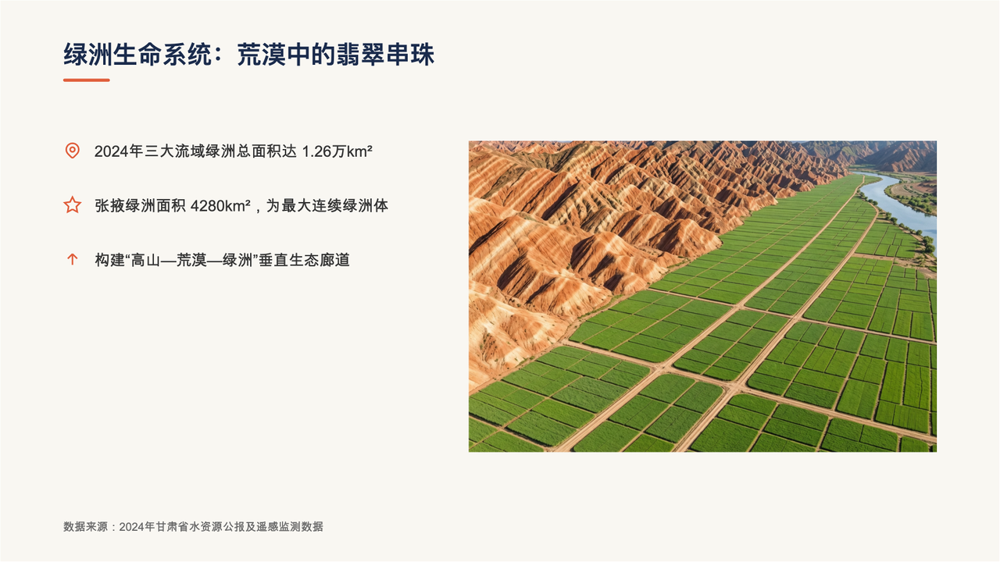 绿洲生命系统：荒漠中的翡翠串珠
2024年三大流域绿洲总面积达 1.26万km²
张掖绿洲面积 4280km²，为最大连续绿洲体
构建“高山—荒漠—绿洲”垂直生态廊道
数据来源：2024年甘肃省水资源公报及遥感监测数据